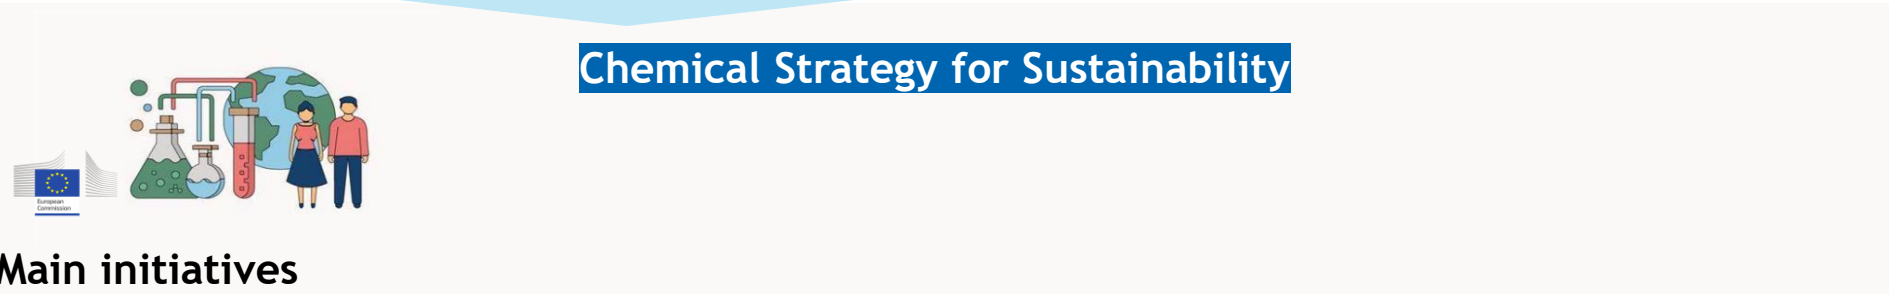 Chemical Strategy for Sustainability
European
Commission
Main initiatives